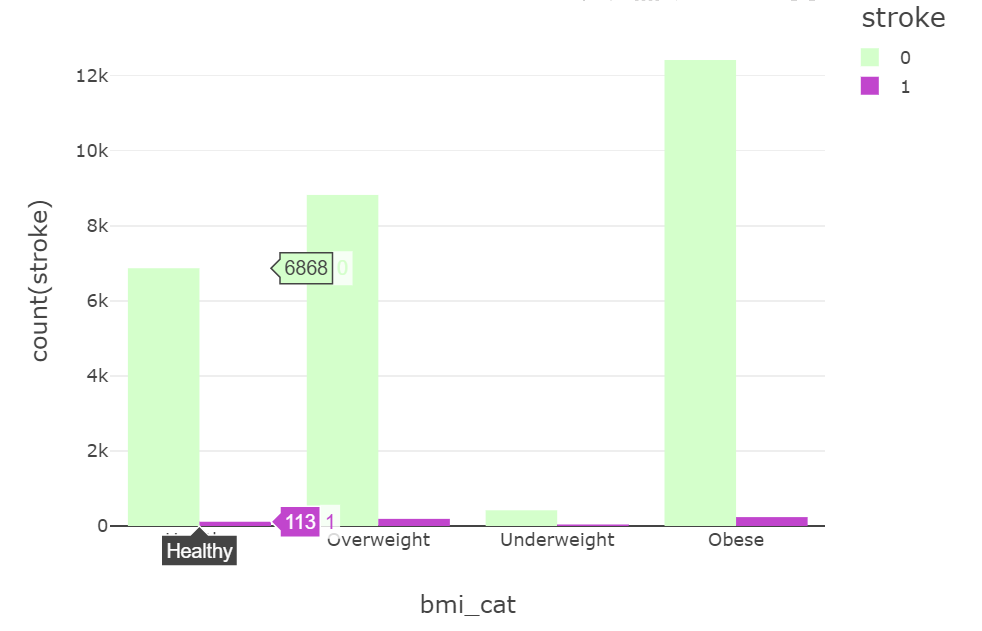 stroke
0
1
12k
10k
8k
6k
4k
2k
0
count(stroke)
6868 0
113 1
Healthy
Overweight
Underweight
Obese
bmi_cat